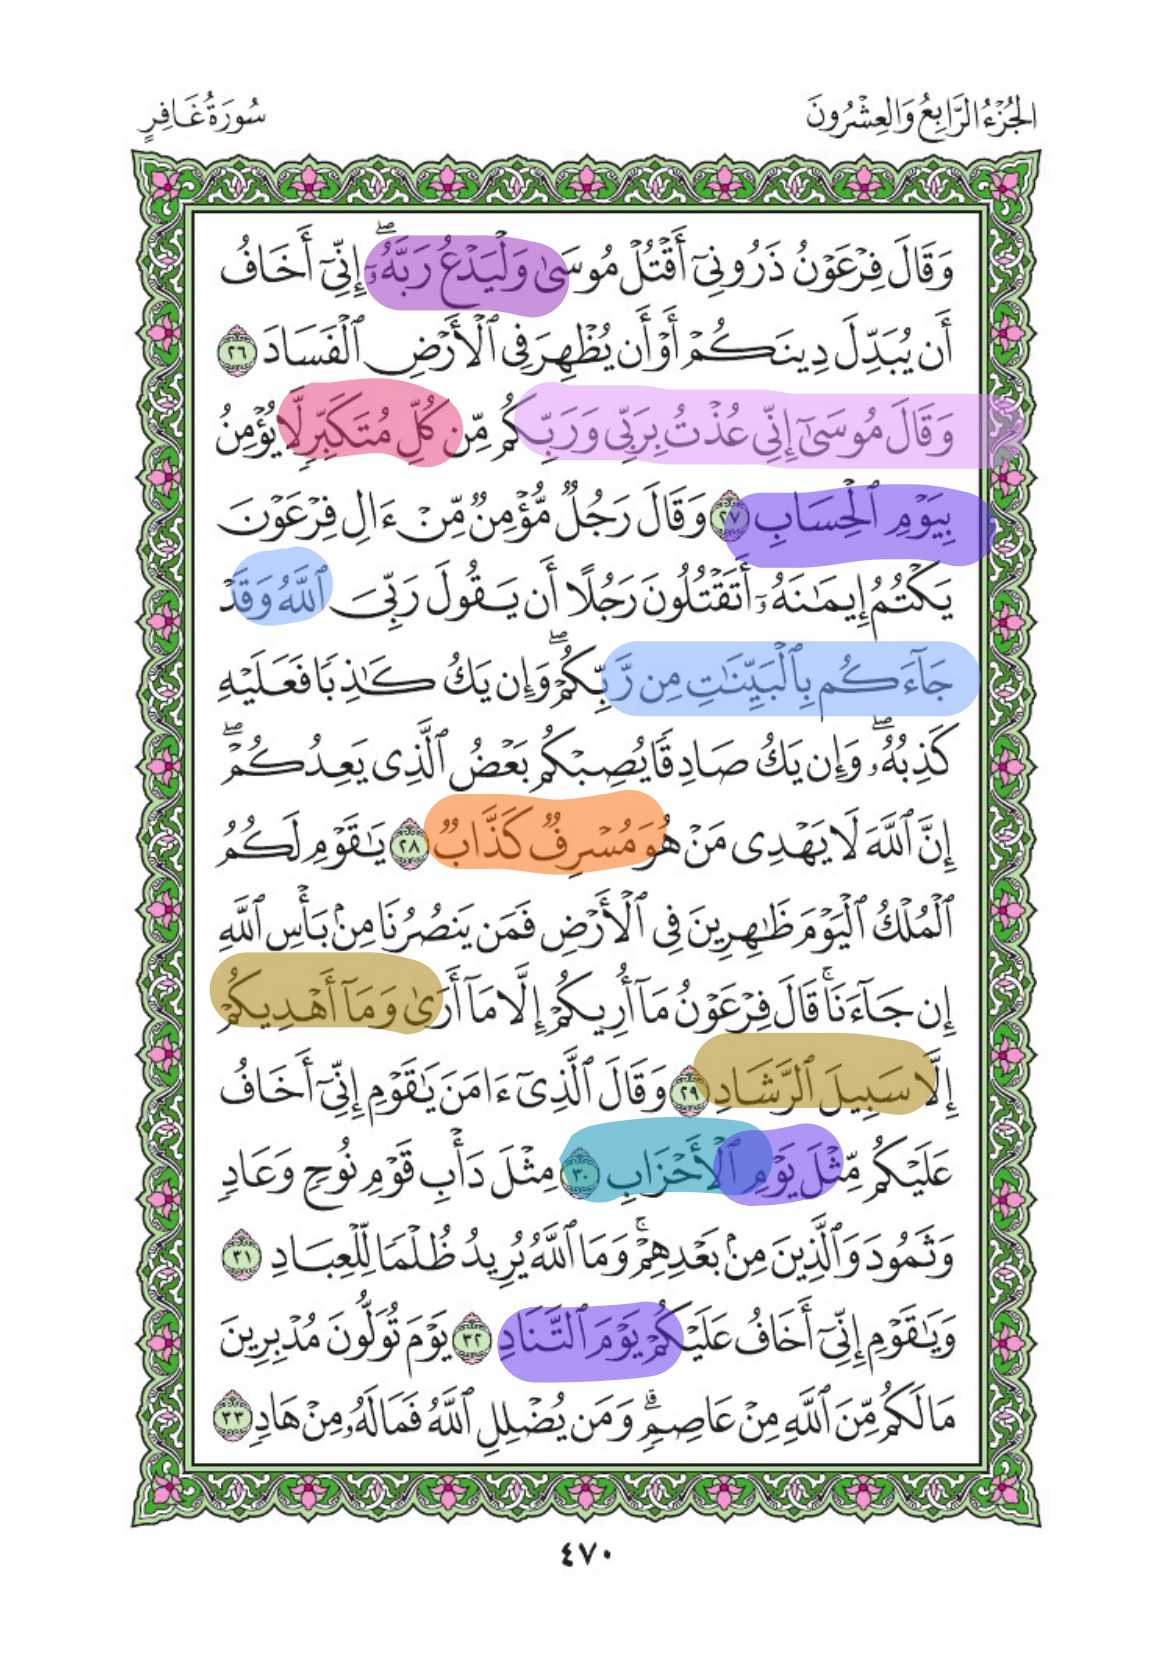 الجُزْءُ الرَّابِعُ وَالعِشْرُونَ
سُورَةُ غَافِرٍ
وَقَالَ فِرْعَوْنُ ذَرُونِيٓ أَقْتُلْ مُوسَىٰ وَلْيَدْعُ رَبَّهُۥٓۖ إِنِّيٓ أَخَافُ
أَن يُبَدِّلَ دِينَكُمْ أَوْ أَن يُظْهِرَ فِي ٱلْأَرْضِ ٱلْفَسَادَ ٢٦
وَقَالَ مُوسَىٰٓ إِنِّي عُذْتُ بِرَبِّي وَرَبِّكُم مِّن كُلِّ مُتَكَبِّرٍ لَّا يُؤْمِنُ
بِيَوْمِ ٱلْحِسَابِ ٢٧ وَقَالَ رَجُلٌ مُّؤْمِنٌ مِّنْ ءَالِ فِرْعَوْنَ
يَكْتُمُ إِيمَٰنَهُۥٓ أَتَقْتُلُونَ رَجُلًا أَن يَقُولَ رَبِّيَ ٱللَّهُ وَقَدْ
جَآءَكُم بِٱلْبَيِّنَٰتِ مِن رَّبِّكُمْۖ وَإِن يَكُ كَٰذِبًا فَعَلَيْهِ
كَذِبُهُۥۖ وَإِن يَكُ صَادِقًا يُصِبْكُم بَعْضُ ٱلَّذِي يَعِدُكُمْۖ
إِنَّ ٱللَّهَ لَا يَهْدِي مَنْ هُوَ مُسْرِفٌ كَذَّابٌ ٢٨ يَٰقَوْمِ لَكُمُ
ٱلْمُلْكُ ٱلْيَوْمَ ظَٰهِرِينَ فِي ٱلْأَرْضِ فَمَن يَنصُرُنَا مِنۢ بَأْسِ ٱللَّهِ
إِن جَآءَنَاۚ قَالَ فِرْعَوْنُ مَآ أُرِيكُمْ إِلَّا مَآ أَرَىٰ وَمَآ أَهْدِيكُمْ
إِلَّا سَبِيلَ ٱلرَّشَادِ ٢٩ وَقَالَ ٱلَّذِيٓ ءَامَنَ يَٰقَوْمِ إِنِّيٓ أَخَافُ
عَلَيْكُم مِّثْلَ يَوْمِ ٱلْأَحْزَابِ ٣٠ مِثْلَ دَأْبِ قَوْمِ نُوحٍ وَعَادٍ
وَثَمُودَ وَٱلَّذِينَ مِنۢ بَعْدِهِمْۚ وَمَا ٱللَّهُ يُرِيدُ ظُلْمًا لِّلْعِبَادِ ٣١
وَيَٰقَوْمِ إِنِّيٓ أَخَافُ عَلَيْكُمْ يَوْمَ ٱلتَّنَادِ ٣٢ يَوْمَ تُوَلُّونَ مُدْبِرِينَ
مَا لَكُم مِّنَ ٱللَّهِ مِنْ عَاصِمٍۗ وَمَن يُضْلِلِ ٱللَّهُ فَمَا لَهُۥ مِنْ هَادٍ ٣٣
٤٧٠